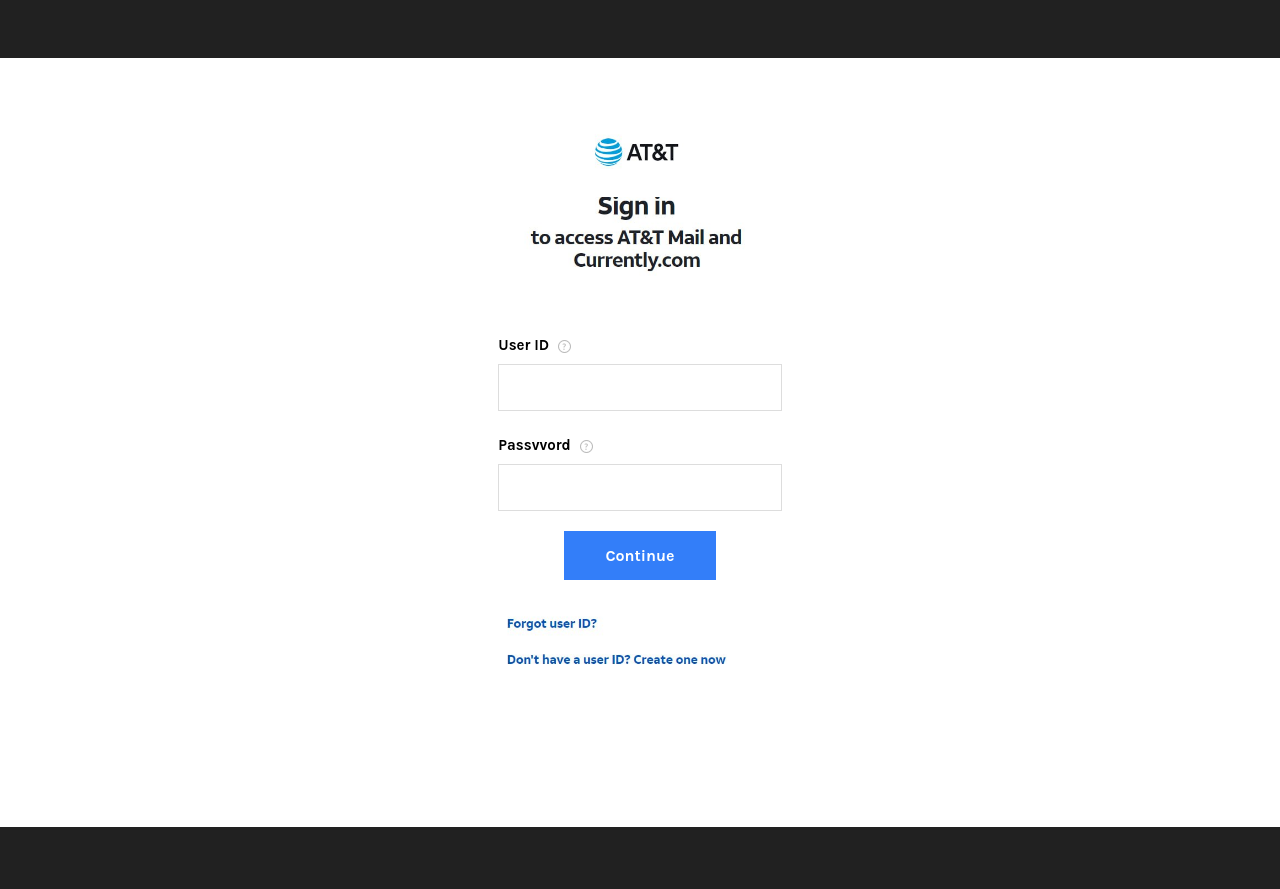 AT&T
Sign in
to access AT&T Mail and
Currently.com
User ID ?
Passvvord ?
Continue
Forgot user ID?
Don't have a user ID? Create one now